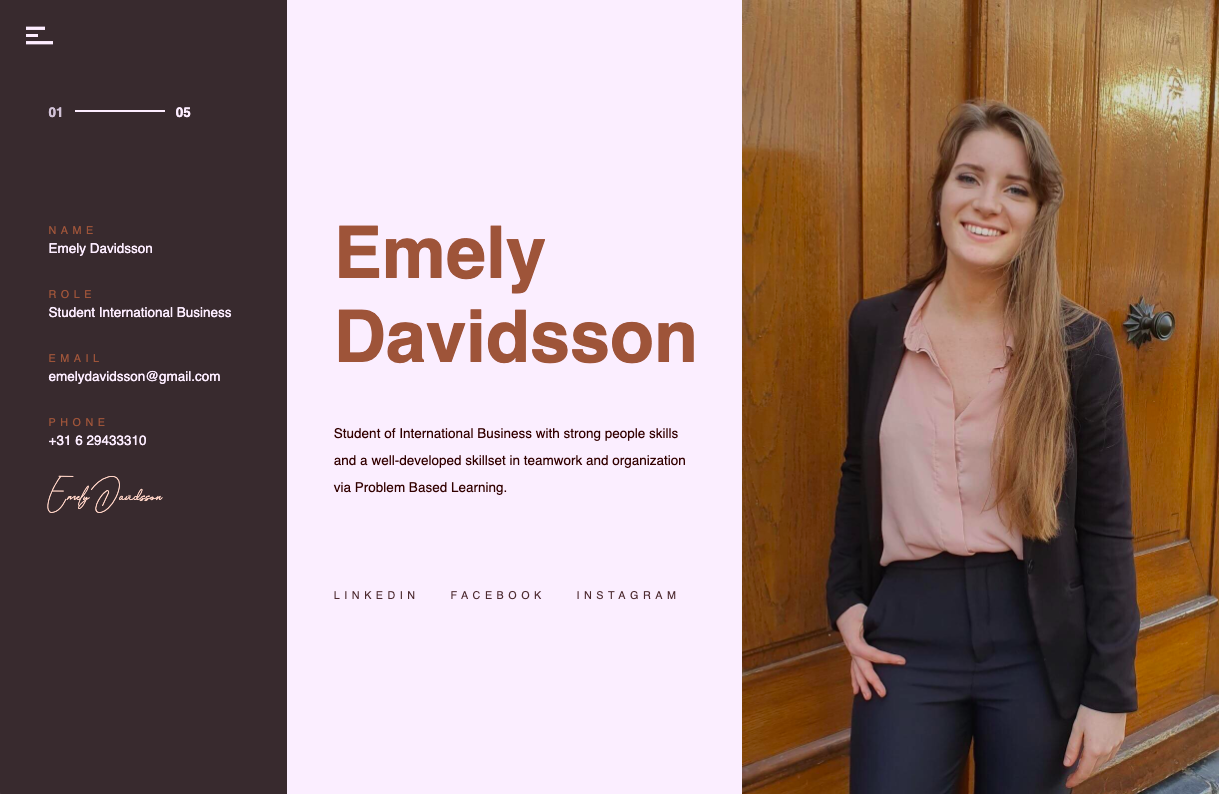 01 05
NAME
Emely Davidsson
ROLE
Student International Business
EMAIL
emelydavidsson@gmail.com
PHONE
+31 6 29433310
Emely Davidsson
Emely
Davidsson
Student of International Business with strong people skills
and a well-developed skillset in teamwork and organization
via Problem Based Learning.
LINKEDIN FACEBOOK INSTAGRAM